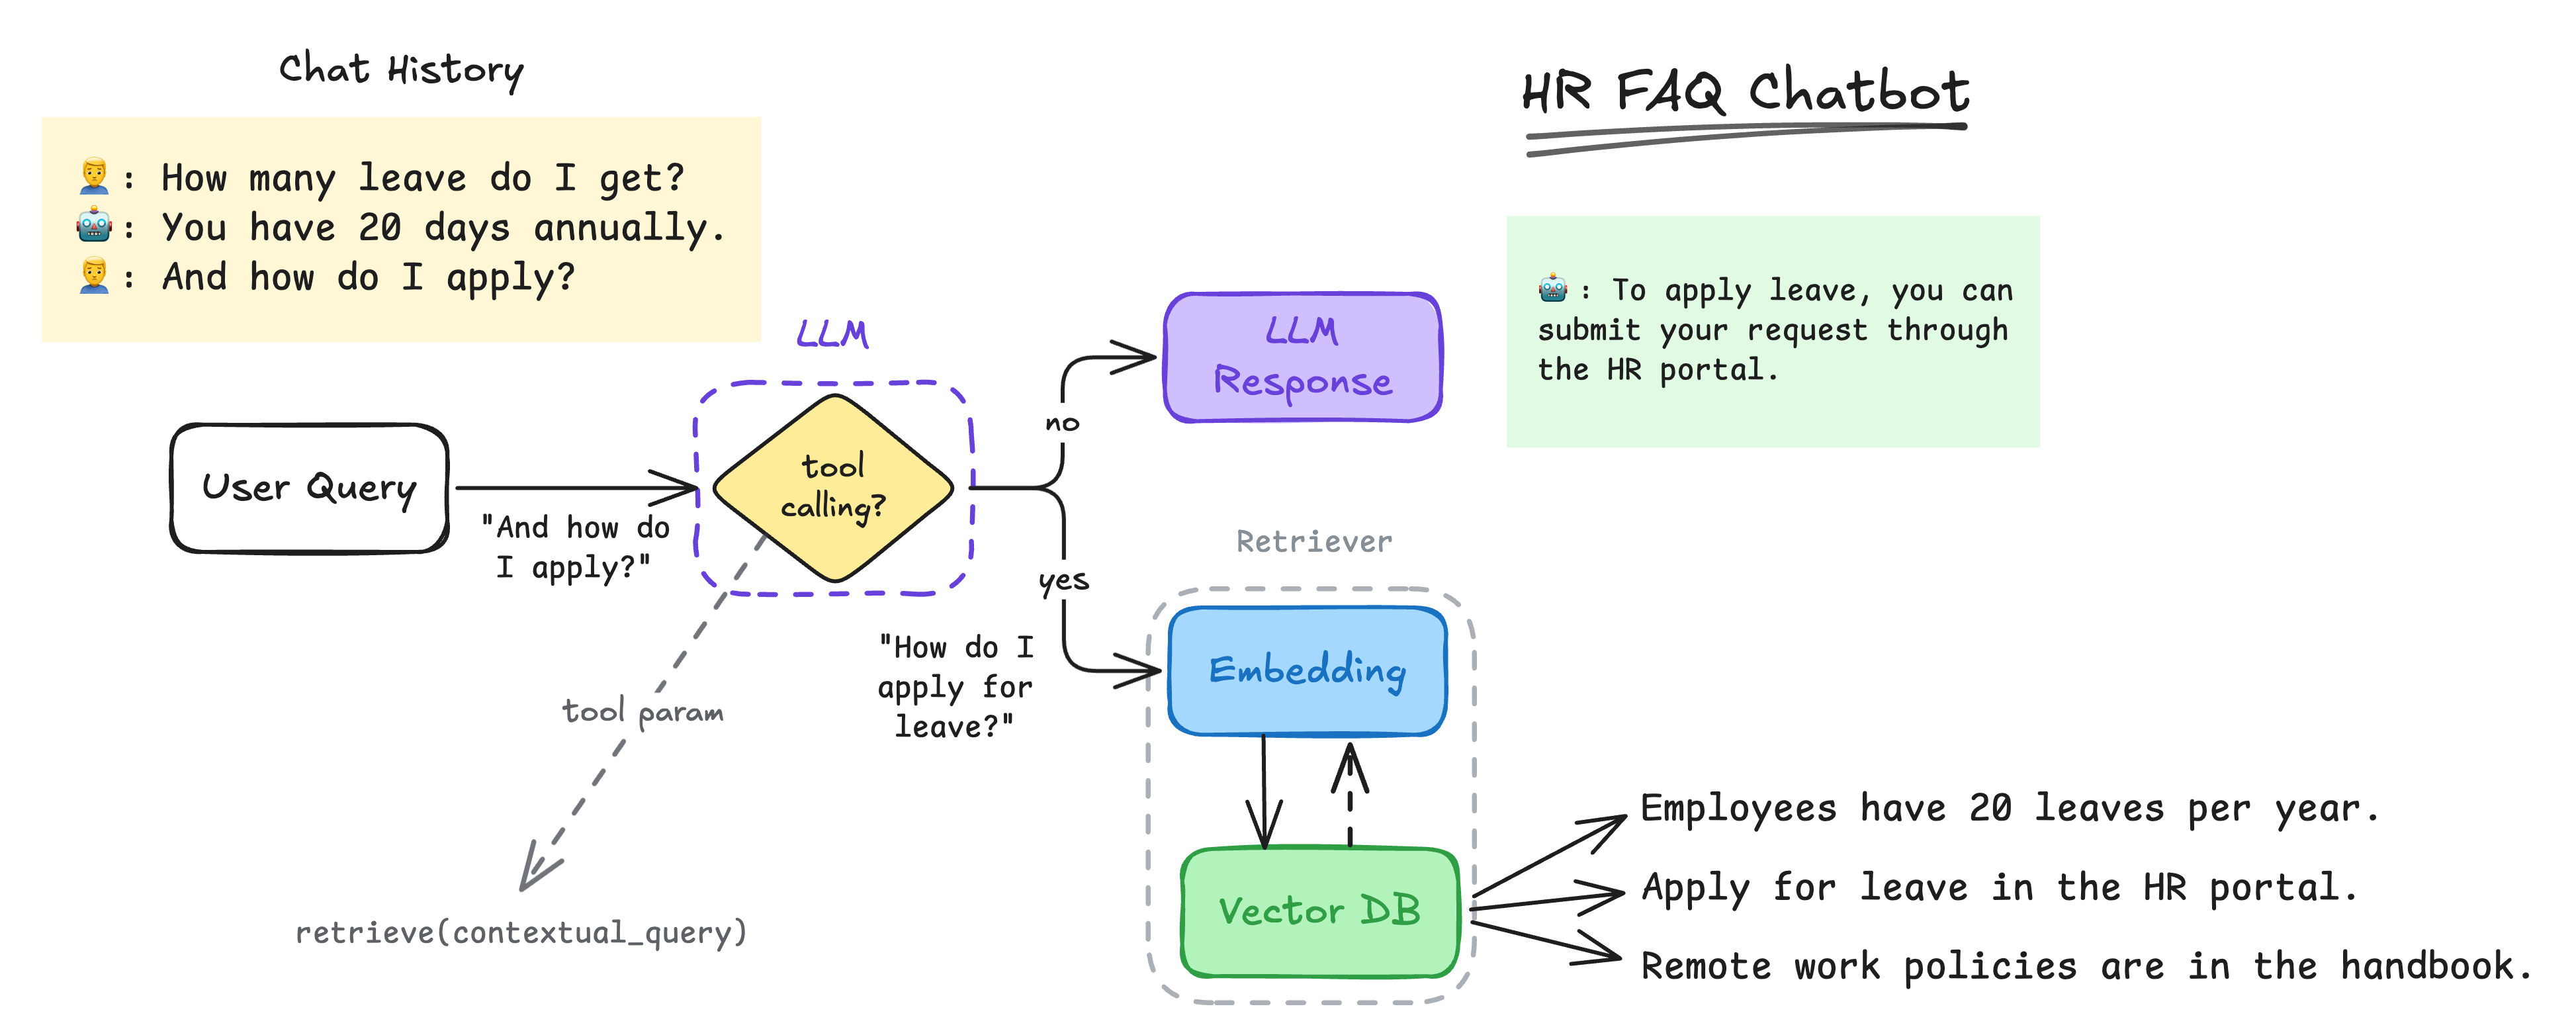 Chat History
HR FAQ Chatbot
🙎‍♂️: How many leave do I get?
🤖: You have 20 days annually.
🙎‍♂️: And how do I apply?
🤖: To apply leave, you can
submit your request through
the HR portal.
LLM
LLM
Response
no
User Query
tool
calling?
"And how do
I apply?"
yes
Retriever
"How do I
apply for
leave?"
Embedding
tool param
retrieve(contextual_query)
Vector DB
Employees have 20 leaves per year.
Apply for leave in the HR portal.
Remote work policies are in the handbook.